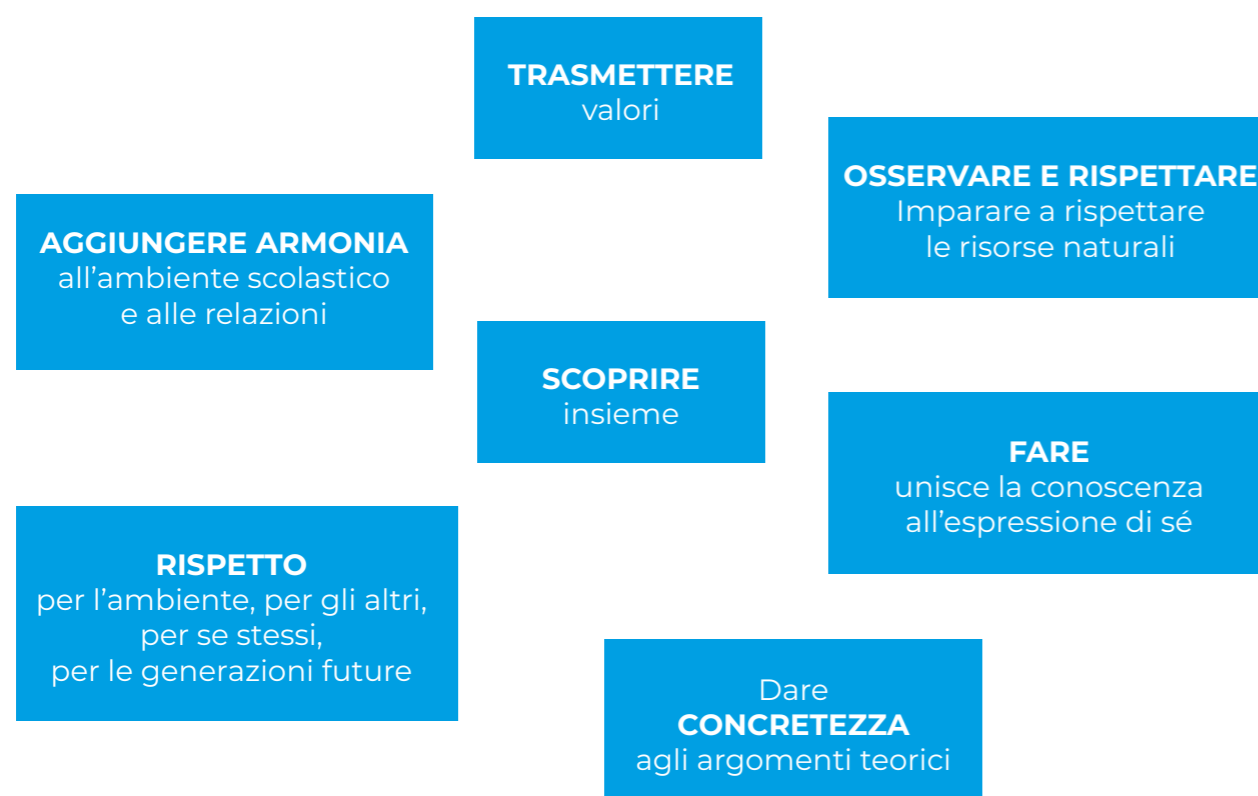 TRASMETTERE
valori
OSSERVARE E RISPETTARE
Imparare a rispettare
le risorse naturali
AGGIUNGERE ARMONIA
all’ambiente scolastico
e alle relazioni
SCOPRIRE
insieme
FARE
unisce la conoscenza
all’espressione di sé
RISPETTO
per l’ambiente, per gli altri,
per se stessi,
per le generazioni future
Dare
CONCRETEZZA
agli argomenti teorici